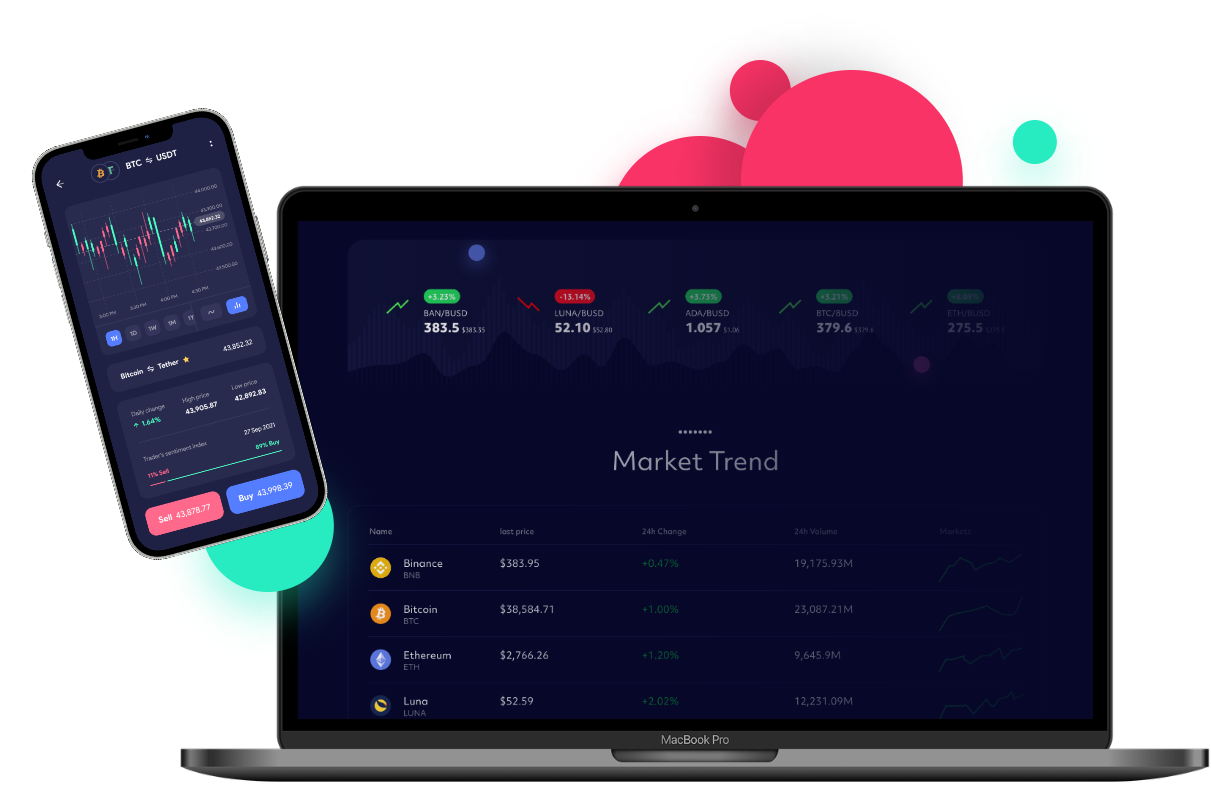 BTC ⇋ USDT
44,000.00
43,900.00
43,852.32
43,700.00
43,600.00
43,500.00
3:00 PM 3:30 PM 4:00 PM 4:30 PM
1H 1D 1W 1M 1Y
Bitcoin ⇋ Tether 43,852.32
Daily change High price Low price
↑ 1.64% 43,905.87 42,892.83
Trader's sentiment index 27 Sep 2021
11% Sell 89% Buy
Sell 43,878.77 Buy 43,998.39
+3.23% -13.14% +3.73% +3.21%
BAN/BUSD LUNA/BUSD ADA/BUSD BTC/BUSD ETH/BUSD
383.5 $383.35 52.10 $52.80 1.057 $1.06 379.6 $379.6 275.5
Market Trend
Name last price 24h Change 24h Volume Markets
Binance $383.95 +0.47% 19,175.93M
BNB
Bitcoin $38,584.71 +1.00% 23,087.21M
BTC
Ethereum $2,766.26 +1.20% 9,645.9M
ETH
Luna $52.59 +2.02% 12,231.09M
LUNA
MacBook Pro